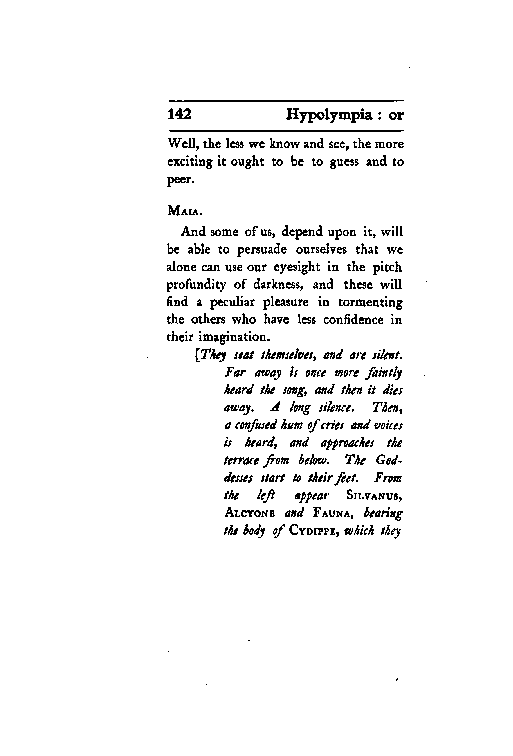 142 Hypolympia : or
Well, the less we know and see, the more
exciting it ought to be to guess and to
peer.
MAIA.
And some of us, depend upon it, will
be able to persuade ourselves that we
alone can use our eyesight in the pitch
profundity of darkness, and these will
find a peculiar pleasure in tormenting
the others who have less confidence in
their imagination.
[They seat themselves, and are silent.
Far away is once more faintly
heard the song, and then it dies
away. A long silence. Then,
a confused hum of cries and voices
is heard, and approaches the
terrace from below. The God-
desses start to their feet. From
the left appear SILVANUS,
ALCYONE and FAUNA, bearing
the body of CYDIPPE, which they